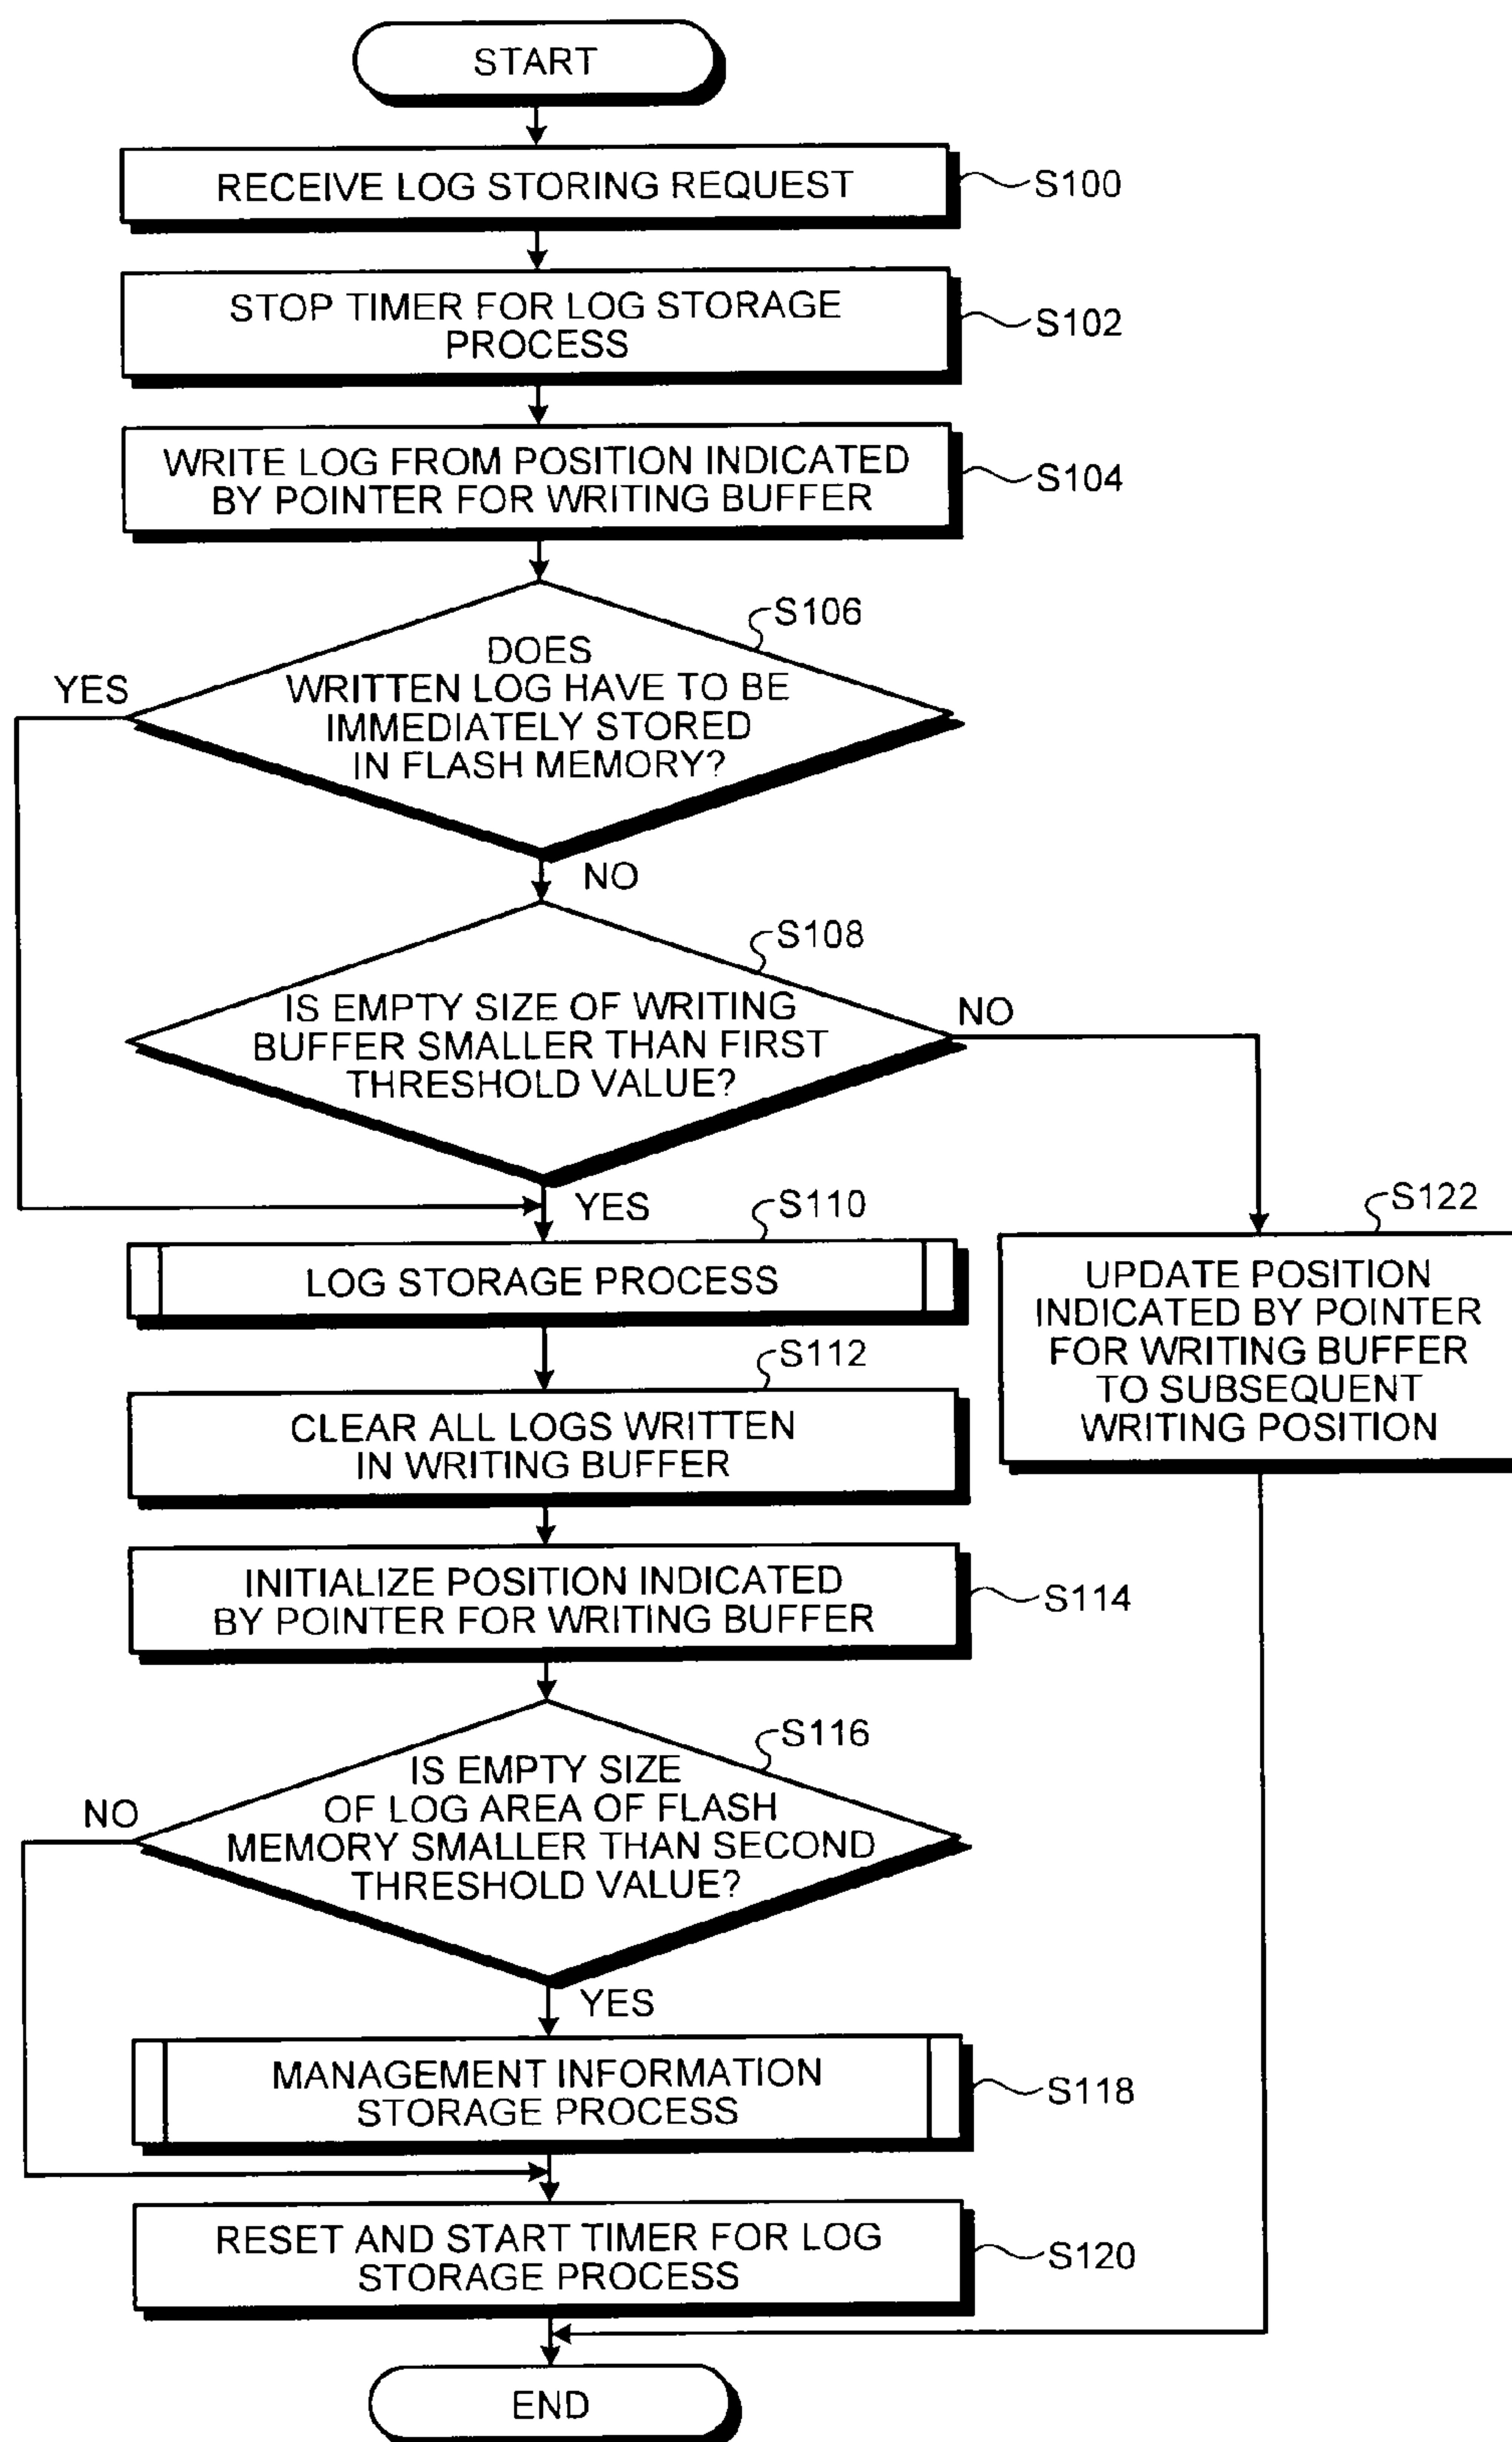 START
RECEIVE LOG STORING REQUEST
S100
STOP TIMER FOR LOG STORAGE
PROCESS
S102
WRITE LOG FROM POSITION INDICATED
BY POINTER FOR WRITING BUFFER
S104
S106
DOES
WRITTEN LOG HAVE TO BE
IMMEDIATELY STORED
IN FLASH MEMORY?
YES
NO
S108
IS EMPTY SIZE OF WRITING
BUFFER SMALLER THAN FIRST
THRESHOLD VALUE?
NO
YES
S110
LOG STORAGE PROCESS
S122
UPDATE POSITION
INDICATED BY POINTER
FOR WRITING BUFFER
TO SUBSEQUENT
WRITING POSITION
S112
CLEAR ALL LOGS WRITTEN
IN WRITING BUFFER
INITIALIZE POSITION INDICATED
BY POINTER FOR WRITING BUFFER
S114
S116
IS EMPTY SIZE
OF LOG AREA OF FLASH
MEMORY SMALLER THAN SECOND
THRESHOLD VALUE?
NO
YES
MANAGEMENT INFORMATION
STORAGE PROCESS
S118
RESET AND START TIMER FOR LOG
STORAGE PROCESS
S120
END